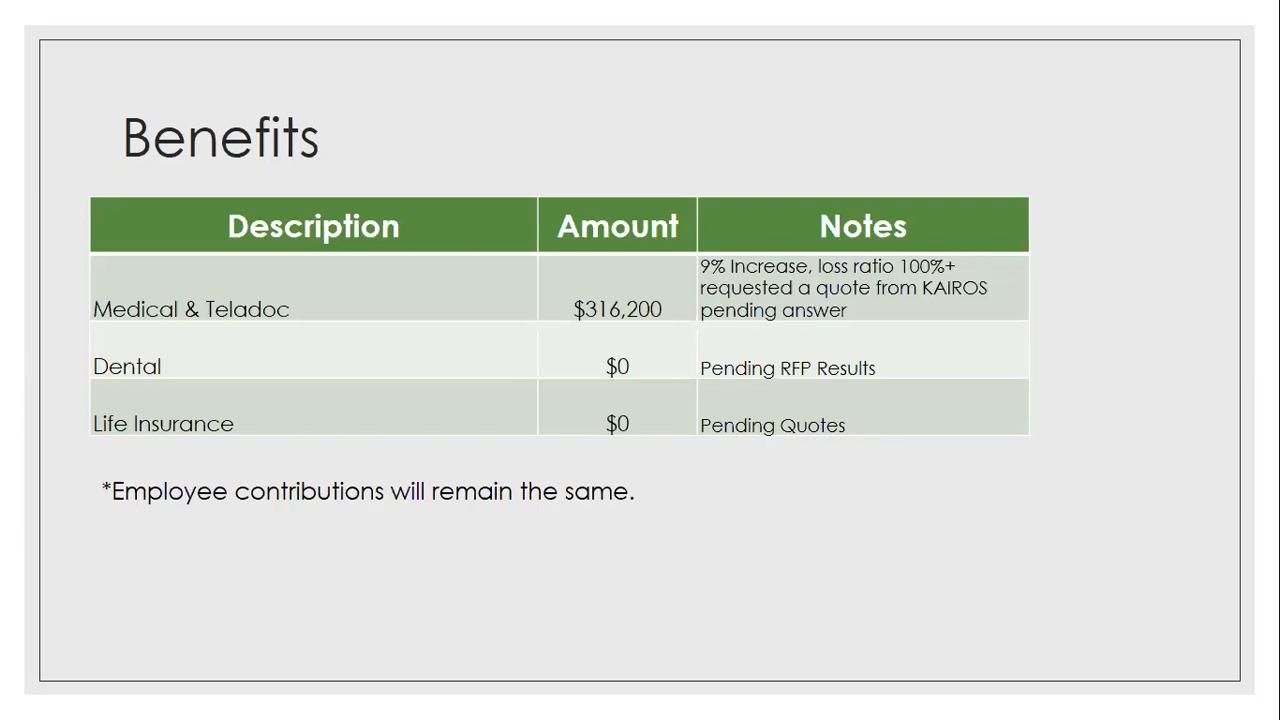 Benefits
Description Amount Notes
Medical & Teladoc $316,200 9% Increase, loss ratio 100%+
requested a quote from KAIROS
pending answer
Dental $0 Pending RFP Results
Life Insurance $0 Pending Quotes
*Employee contributions will remain the same.